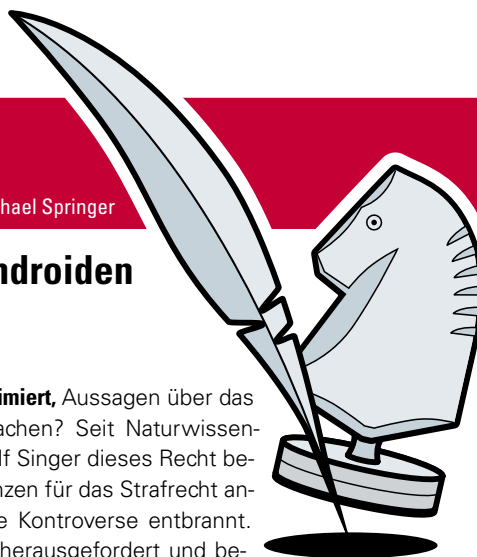 hael Springer
ndroiden
imiert, Aussagen über das
achen? Seit Naturwissen-
lf Singer dieses Recht be-
nzen für das Strafrecht an-
e Kontroverse entbrannt.
herausgefordert und be-